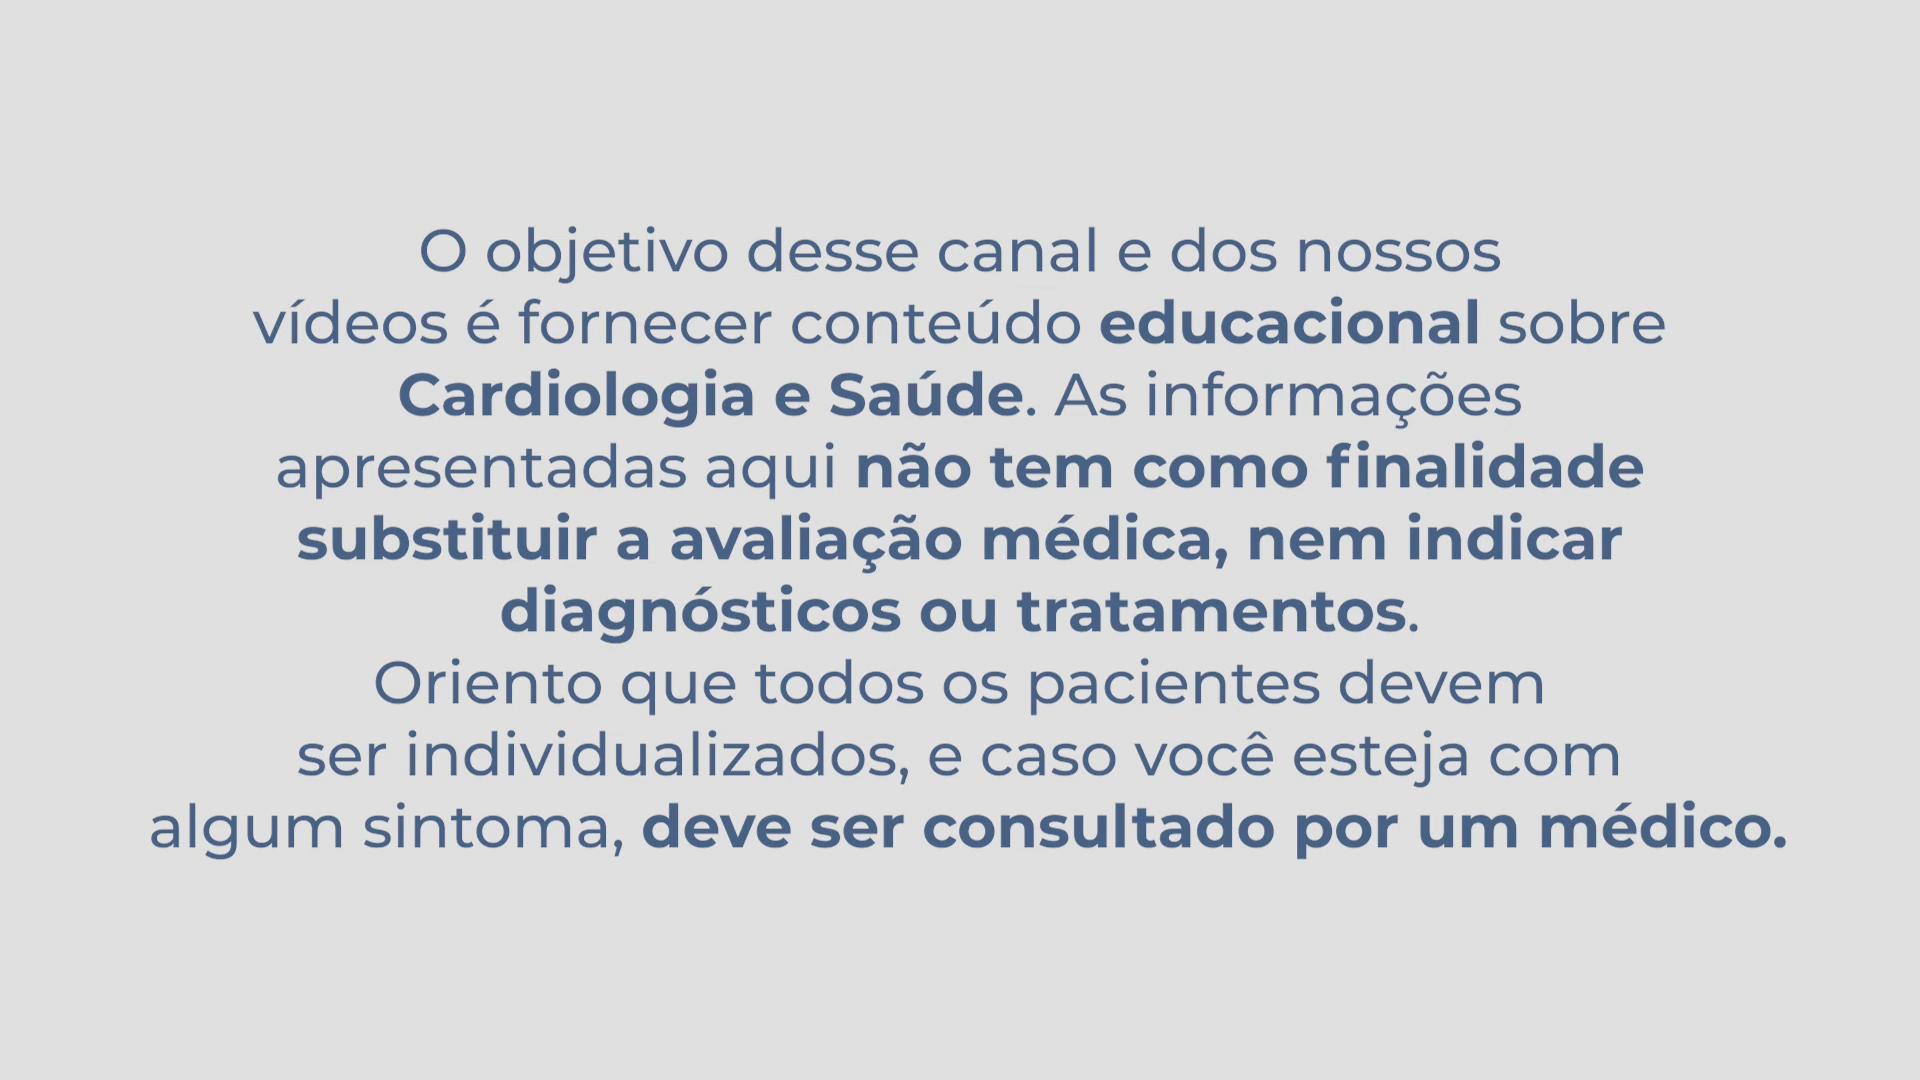 O objetivo desse canal e dos nossos
vídeos é fornecer conteúdo educacional sobre
Cardiologia e Saúde. As informações
apresentadas aqui não tem como finalidade
substituir a avaliação médica, nem indicar
diagnósticos ou tratamentos.
Oriento que todos os pacientes devem
ser individualizados, e caso você esteja com
algum sintoma, deve ser consultado por um médico.